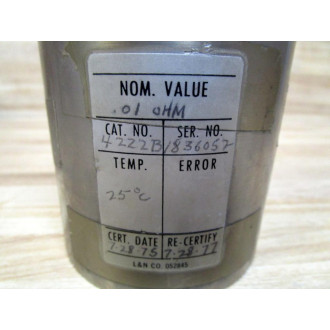 NOM. VALUE
.01 OHM
CAT. NO. SER. NO.
4222B 1836052
TEMP. ERROR
25°C
CERT. DATE RE-CERTIFY
7-28-75 7-28-77
L&N CO.